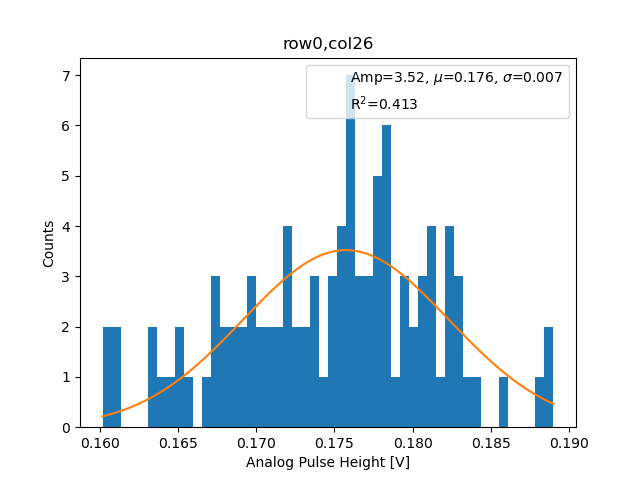 row0,col26
Amp=3.52, μ=0.176, σ=0.007
R²=0.413
7
6
5
4
3
2
1
0
Counts
0.160 0.165 0.170 0.175 0.180 0.185 0.190
Analog Pulse Height [V]